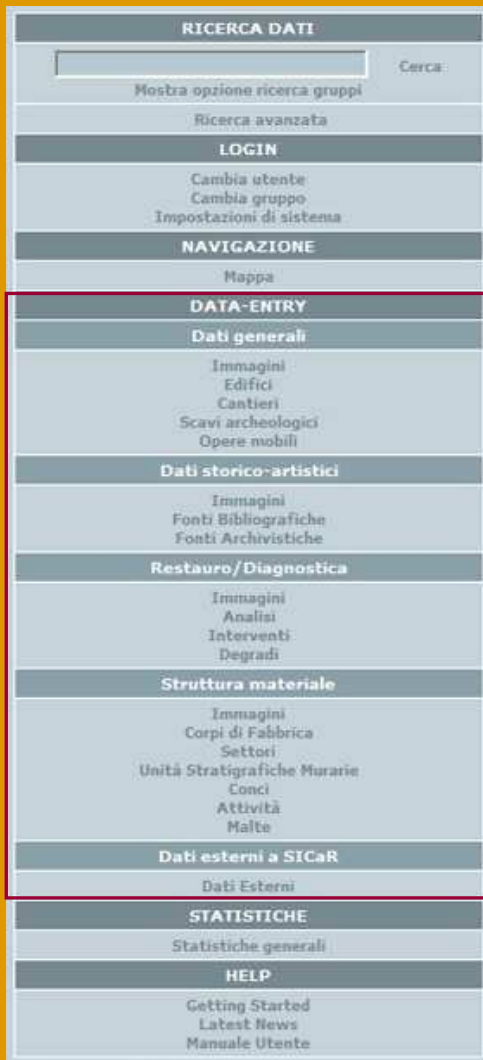 RICERCA DATI
Cerca
Mostra opzione ricerca gruppi
Ricerca avanzata
LOGIN
Cambia utente
Cambia gruppo
Impostazioni di sistema
NAVIGAZIONE
Mappa
DATA-ENTRY
Dati generali
Immagini
Edifici
Cantieri
Scavi archeologici
Opere mobili
Dati storico-artistici
Immagini
Fonti Bibliografiche
Fonti Archivistiche
Restauro/Diagnostica
Immagini
Analisi
Interventi
Degradi
Struttura materiale
Immagini
Corpi di Fabbrica
Settori
Unità Stratigrafiche Murarie
Conci
Attività
Malte
Dati esterni a SICaR
Dati Esterni
STATISTICHE
Statistiche generali
HELP
Getting Started
Latest News
Manuale Utente